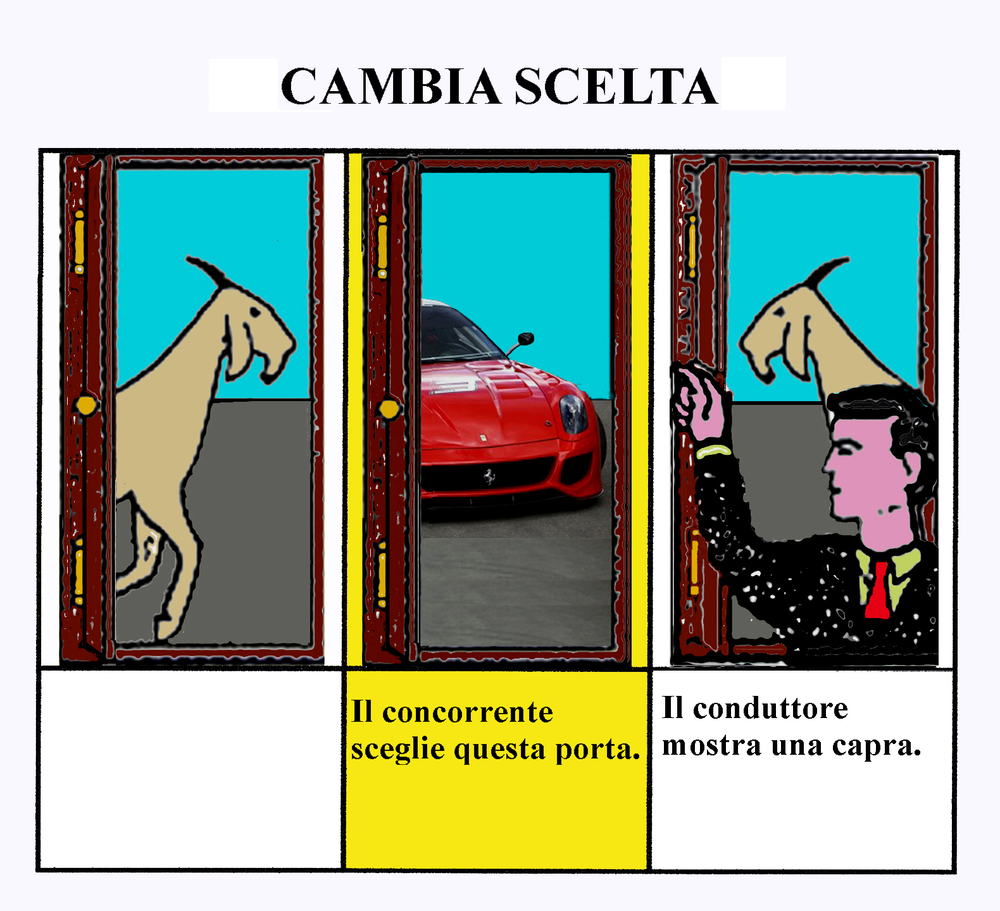 CAMBIA SCELTA
Il concorrente
sceglie questa porta.
Il conduttore
mostra una capra.